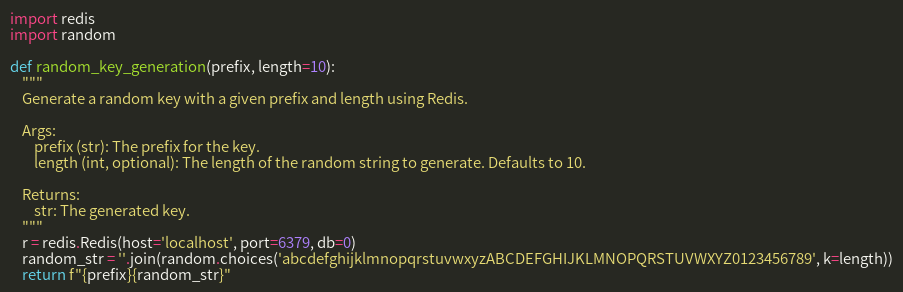 import redis
import random

def random_key_generation(prefix, length=10):
    """
    Generate a random key with a given prefix and length using Redis.

    Args:
        prefix (str): The prefix for the key.
        length (int, optional): The length of the random string to generate. Defaults to 10.

    Returns:
        str: The generated key.
    """
    r = redis.Redis(host='localhost', port=6379, db=0)
    random_str = ''.join(random.choices('abcdefghijklmnopqrstuvwxyzABCDEFGHIJKLMNOPQRSTUVWXYZ0123456789', k=length))
    return f"{prefix}{random_str}"